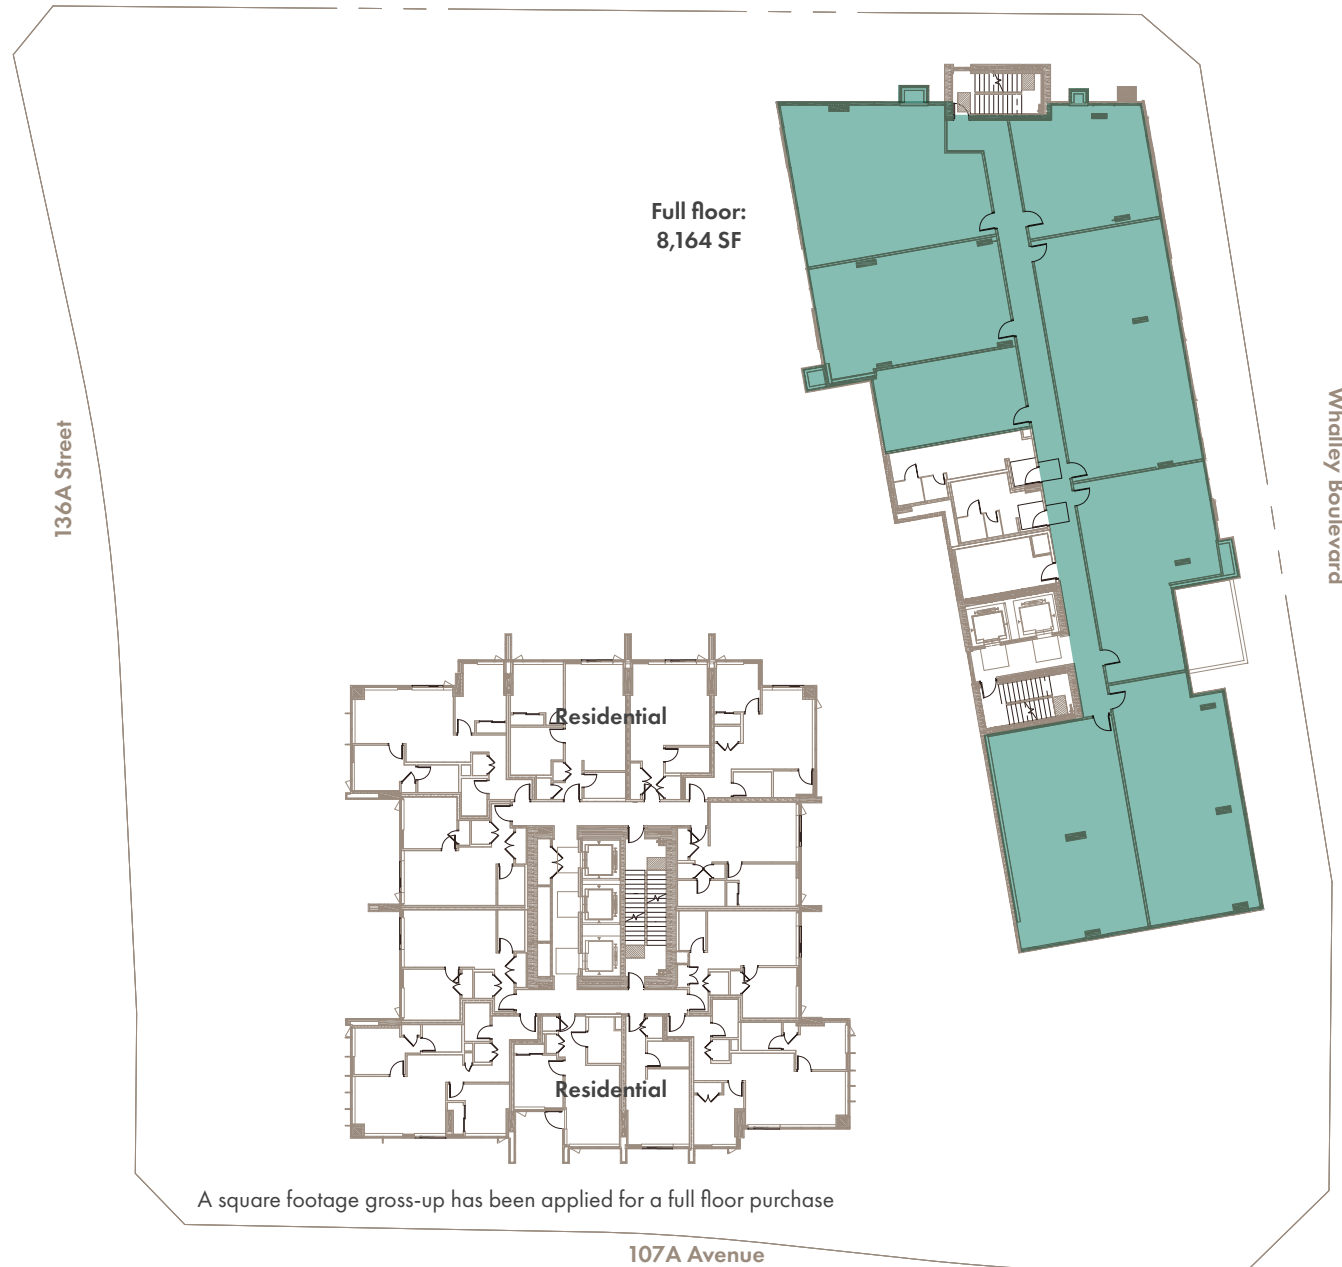 Full floor:
8,164 SF
136A Street
Whalley Boulevard
Residential
Residential
A square footage gross-up has been applied for a full floor purchase
107A Avenue